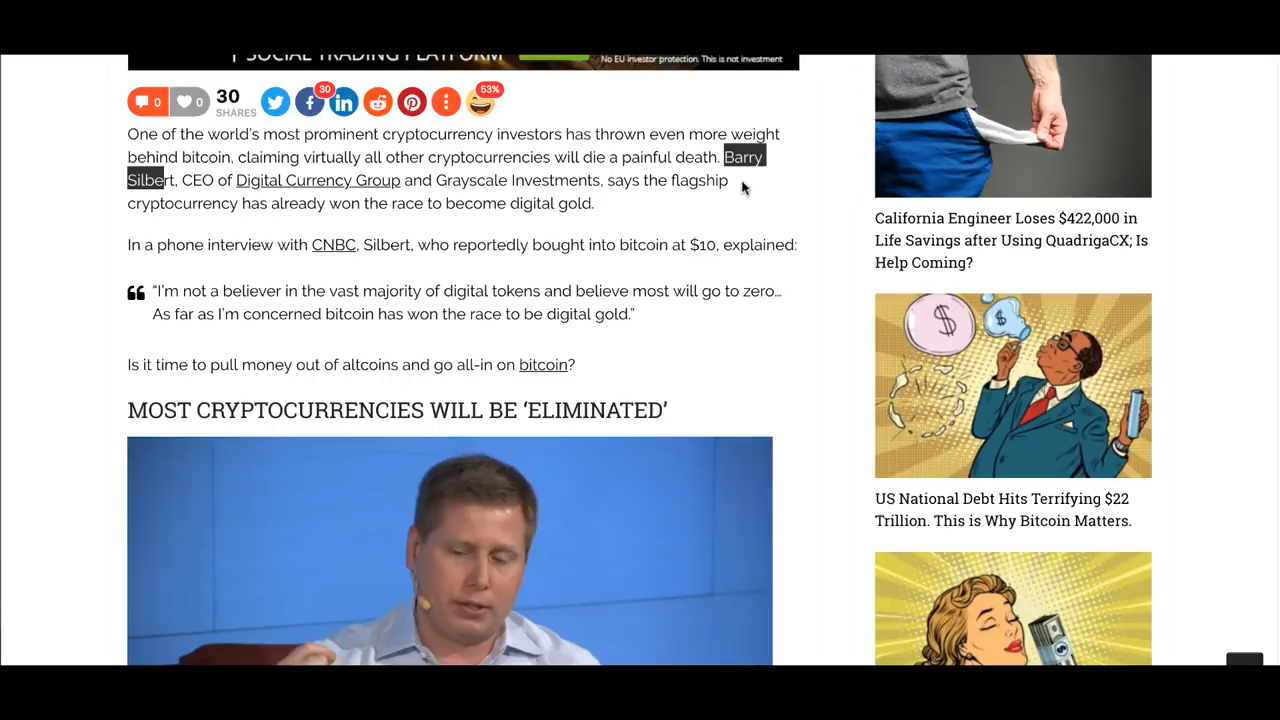 | SOCIAL TRADING PLATFORM
No EU investor protection. This is not investment
0
0
30
SHARES
30
53%
One of the world's most prominent cryptocurrency investors has thrown even more weight
behind bitcoin, claiming virtually all other cryptocurrencies will die a painful death. Barry
Silbert, CEO of Digital Currency Group and Grayscale Investments, says the flagship
cryptocurrency has already won the race to become digital gold.
In a phone interview with CNBC, Silbert, who reportedly bought into bitcoin at $10, explained:
“I'm not a believer in the vast majority of digital tokens and believe most will go to zero…
As far as I'm concerned bitcoin has won the race to be digital gold.”
Is it time to pull money out of altcoins and go all-in on bitcoin?
MOST CRYPTOCURRENCIES WILL BE ‘ELIMINATED’
California Engineer Loses $422,000 in
Life Savings after Using QuadrigaCX; Is
Help Coming?
$
$
US National Debt Hits Terrifying $22
Trillion. This is Why Bitcoin Matters.